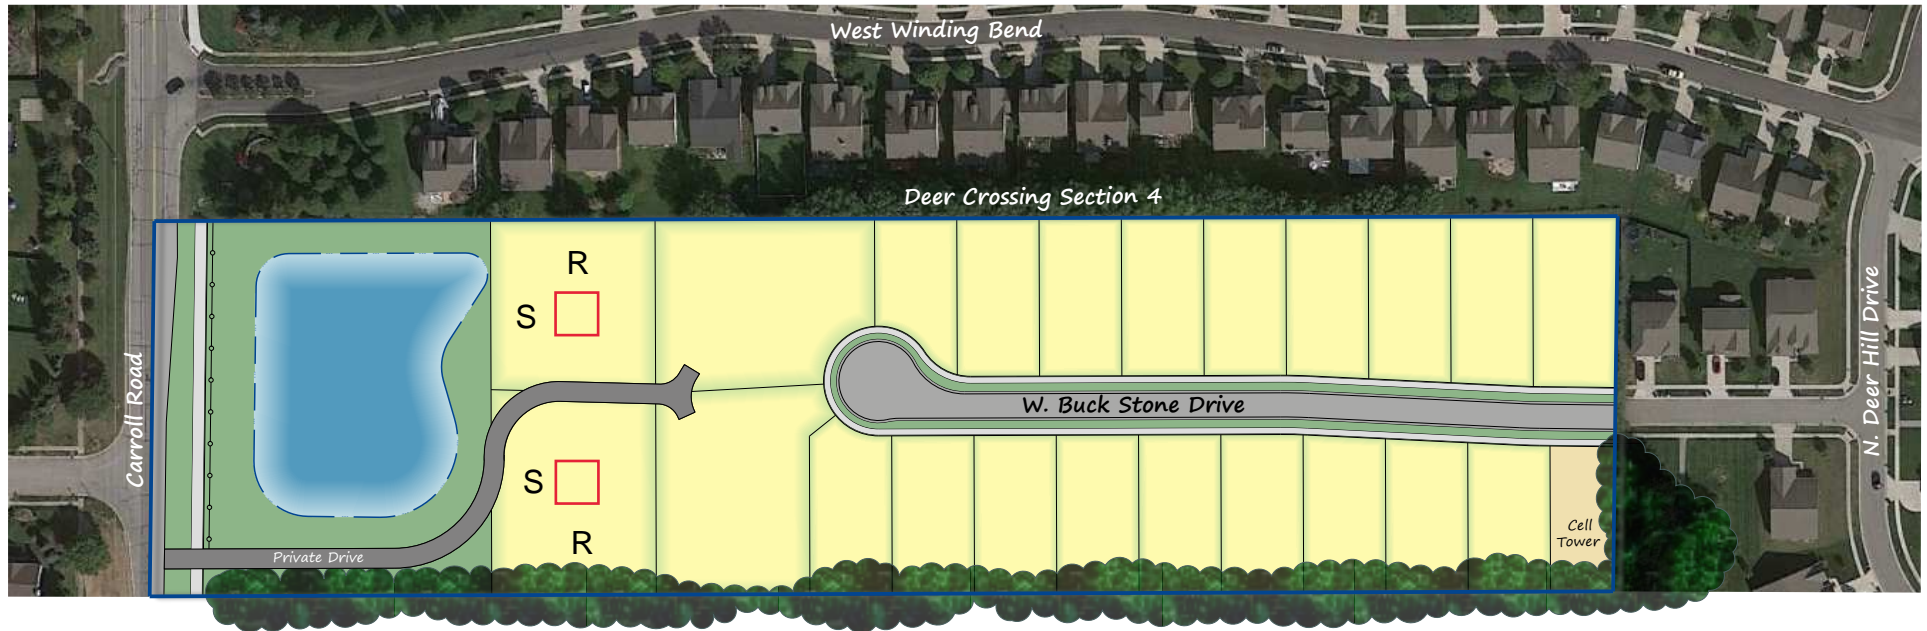 West Winding Bend
Deer Crossing Section 4
R
S
Carroll Road
N. Deer Hill Drive
W. Buck Stone Drive
S
R
Cell
Tower
Private Drive